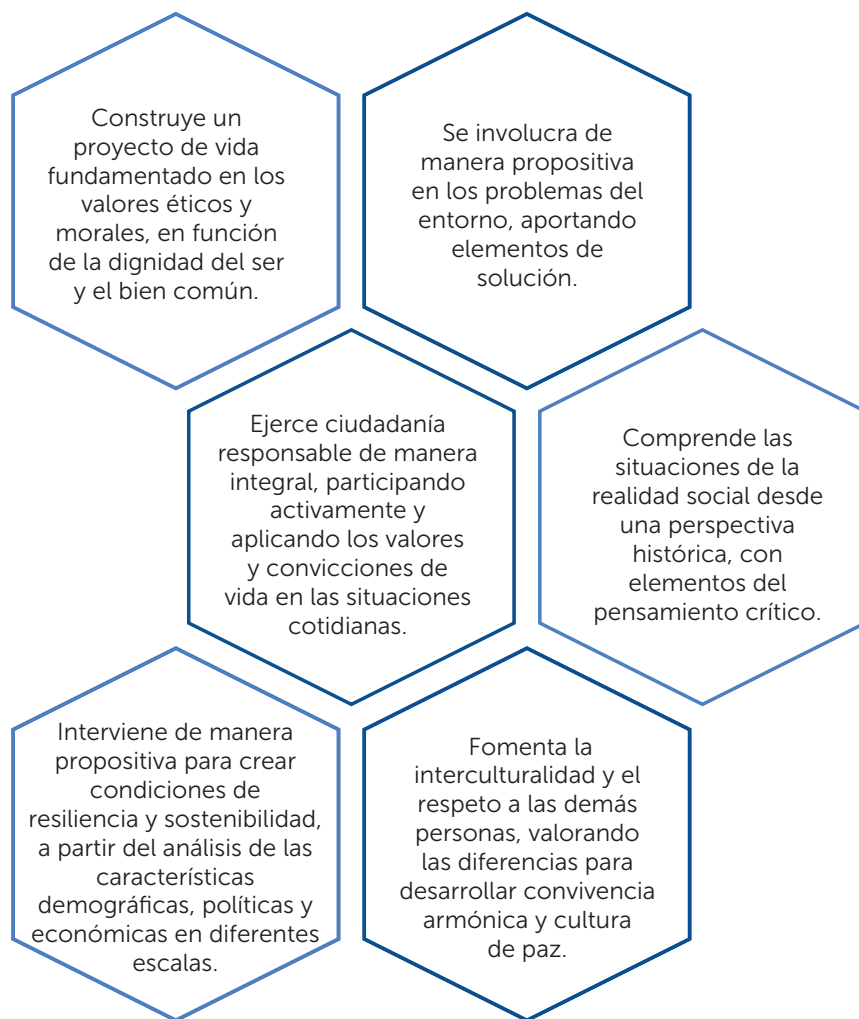 Construye un
proyecto de vida
fundamentado en los
valores éticos y
morales, en función
de la dignidad del ser
y el bien común.
Se involucra de
manera propositiva
en los problemas del
entorno, aportando
elementos de
solución.
Ejerce ciudadanía
responsable de manera
integral, participando
activamente y
aplicando los valores
y convicciones de
vida en las situaciones
cotidianas.
Comprende las
situaciones de la
realidad social desde
una perspectiva
histórica, con
elementos del
pensamiento crítico.
Interviene de manera
propositiva para crear
condiciones de
resiliencia y sostenibilidad,
a partir del análisis de las
características
demográficas, políticas y
económicas en diferentes
escalas.
Fomenta la
interculturalidad y el
respeto a las demás
personas, valorando
las diferencias para
desarrollar convivencia
armónica y cultura
de paz.